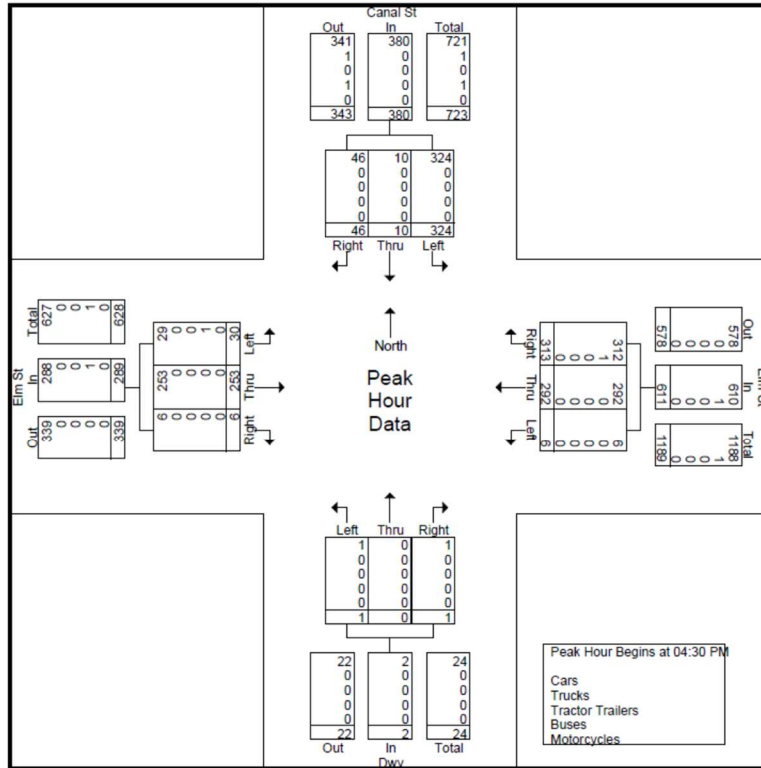 Canal St
Out In Total
341 380 721
1 0 1
0 0 0
1 0 1
0 0 0
343 380 723
46 10 324
0 0 0
0 0 0
0 0 0
0 0 0
46 10 324
Right Thru Left
Elm St
Total
627 0 0 1 0 628
In
288 0 0 1 0 289
Out
339 0 0 0 0 339
29 0 0 1 0 30
Left
253 0 0 0 0 253
Thru
6 0 0 0 0 6
Right
North
Peak
Hour
Data
Right
313 0 0 0 1 312
Thru
292 0 0 0 0 292
Left
6 0 0 0 0 6
578 0 0 0 0 578
Out
611 0 0 0 1 610
In
1189 0 0 0 1 1188
Total
Left Thru Right
1 0 1
0 0 0
0 0 0
0 0 0
0 0 0
1 0 1
22 2 24
0 0 0
0 0 0
0 0 0
0 0 0
22 2 24
Out In Total
Dwy
Peak Hour Begins at 04:30 PM
Cars
Trucks
Tractor Trailers
Buses
Motorcycles